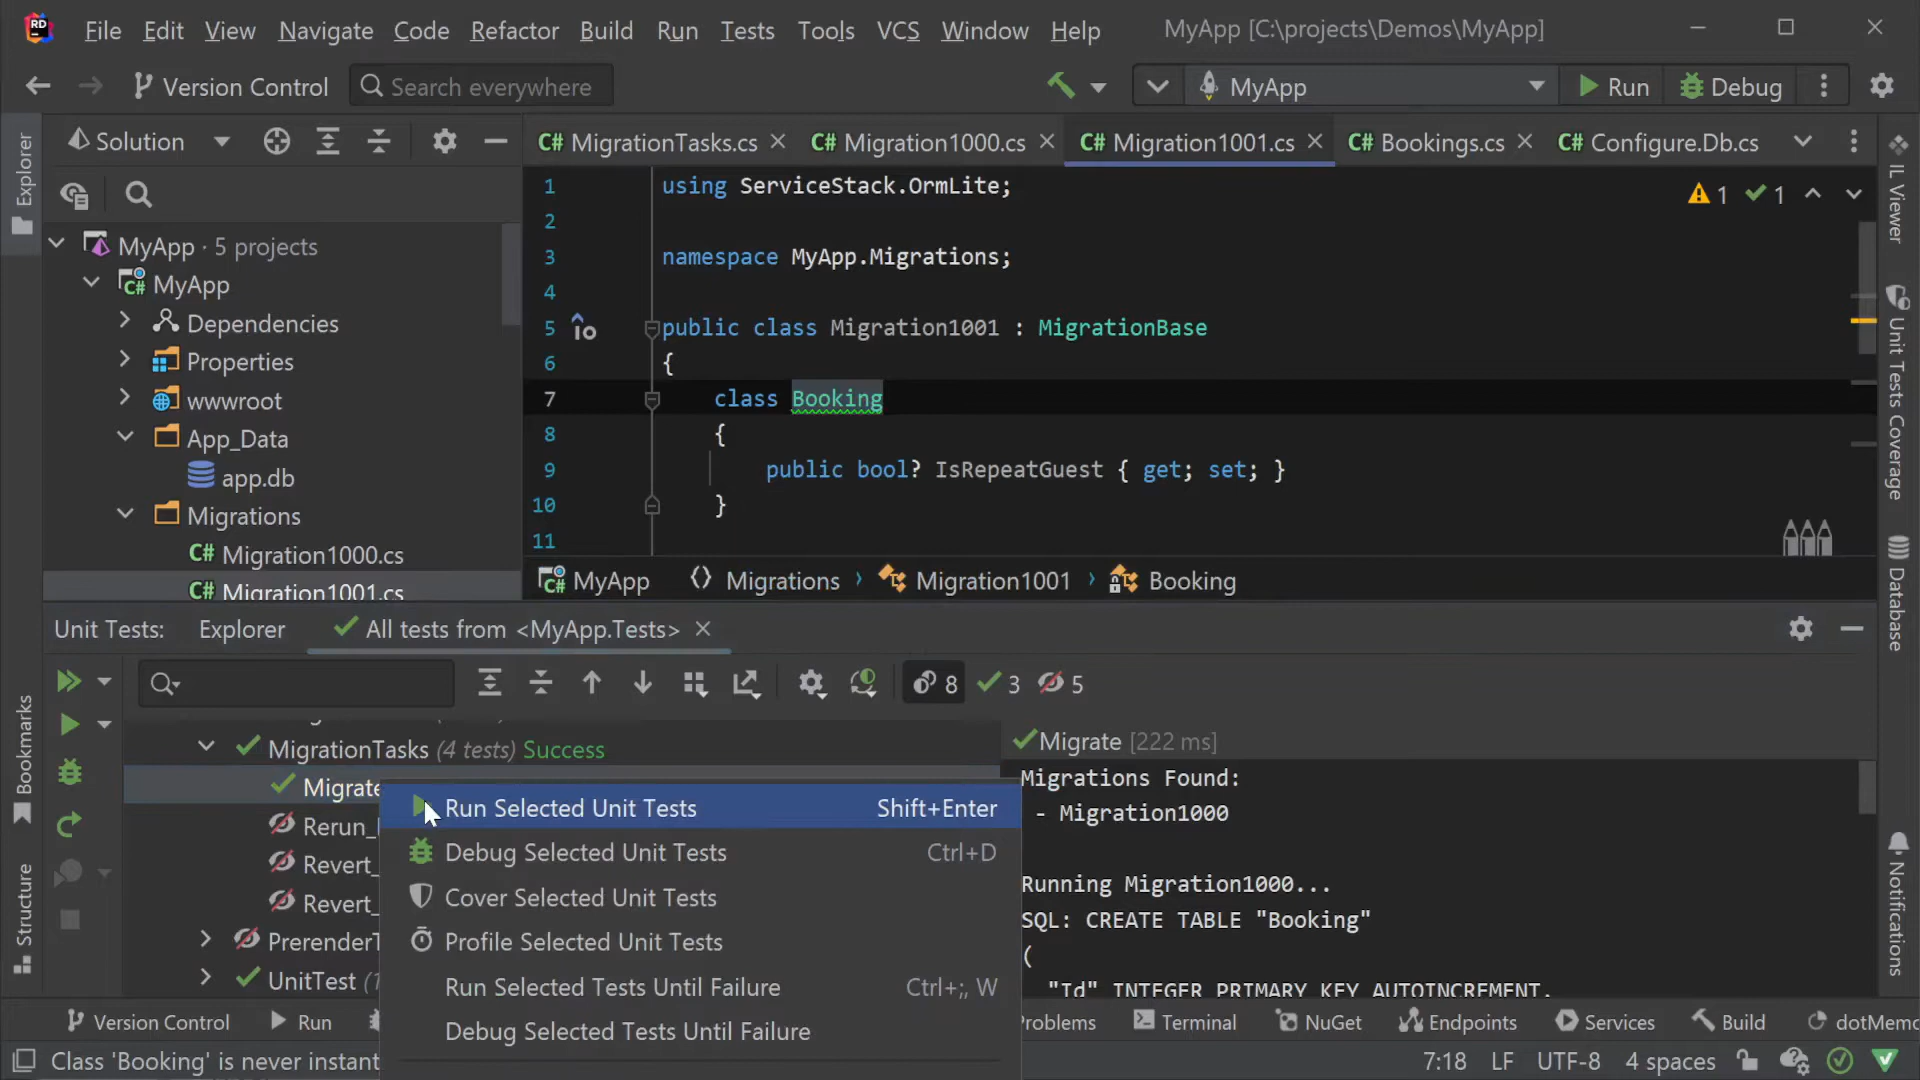 RD File Edit View Navigate Code Refactor Build Run Tests Tools VCS Window Help MyApp [C:\projects\Demos\MyApp]
Version Control Search everywhere MyApp Run Debug
Explorer
Solution
C# MigrationTasks.cs C# Migration1000.cs C# Migration1001.cs C# Bookings.cs C# Configure.Db.cs
MyApp · 5 projects
C# MyApp
Dependencies
Properties
wwwroot
App_Data
app.db
Migrations
C# Migration1000.cs
C# Migration1001.cs
1 using ServiceStack.OrmLite;
1 1
2
3 namespace MyApp.Migrations;
4
5 public class Migration1001 : MigrationBase
6 {
7 class Booking
8 {
9 public bool? IsRepeatGuest { get; set; }
10 }
11
C# MyApp Migrations Migration1001 Booking
IL Viewer
Unit Tests Coverage
Database
Notifications
Unit Tests: Explorer All tests from <MyApp.Tests>
8 3 5
Bookmarks
Structure
MigrationTasks (4 tests) Success
Migrate
Rerun_
Revert_
Revert_
UnitTest
Run Selected Unit Tests Shift+Enter
Debug Selected Unit Tests Ctrl+D
Cover Selected Unit Tests
Profile Selected Unit Tests
Run Selected Tests Until Failure Ctrl+;, W
Debug Selected Tests Until Failure
Migrate [222 ms]
Migrations Found:
- Migration1000
Running Migration1000...
SQL: CREATE TABLE "Booking"
(
"Id" INTEGER PRIMARY KEY AUTOINCREMENT,
Version Control Run Problems Terminal NuGet Endpoints Services Build dotMemo
Class 'Booking' is never instant 7:18 LF UTF-8 4 spaces